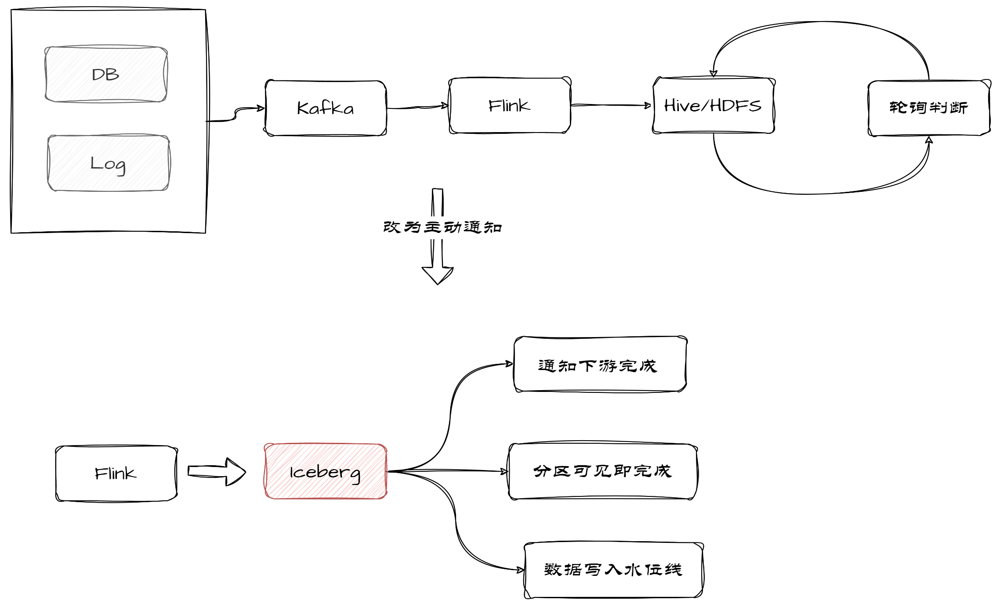 DB
Log
Kafka
Flink
Hive/HDFS
轮询判断
改为主动通知
通知下游完成
Flink
Iceberg
分区可见即完成
数据写入水位线